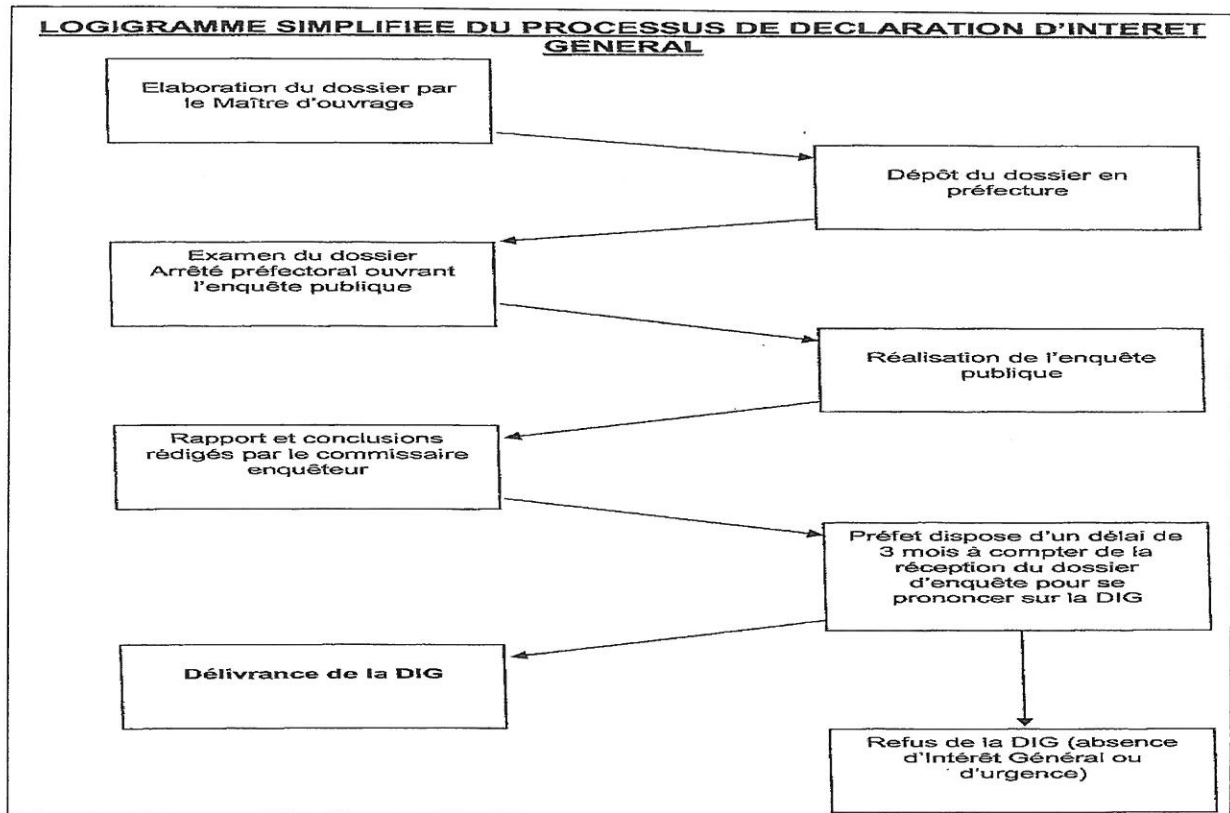 LOGIGRAMME SIMPLIFIEE DU PROCESSUS DE DECLARATION D'INTERET
GENERAL
Elaboration du dossier par
le Maître d'ouvrage
Dépôt du dossier en
préfecture
Examen du dossier
Arrêté préfectoral ouvrant
l'enquête publique
Réalisation de l'enquête
publique
Rapport et conclusions
rédigés par le commissaire
enquêteur
Préfet dispose d'un délai de
3 mois à compter de la
réception du dossier
d'enquête pour se
prononcer sur la DIG
Délivrance de la DIG
Refus de la DIG (absence
d'Intérêt Général ou
d'urgence)